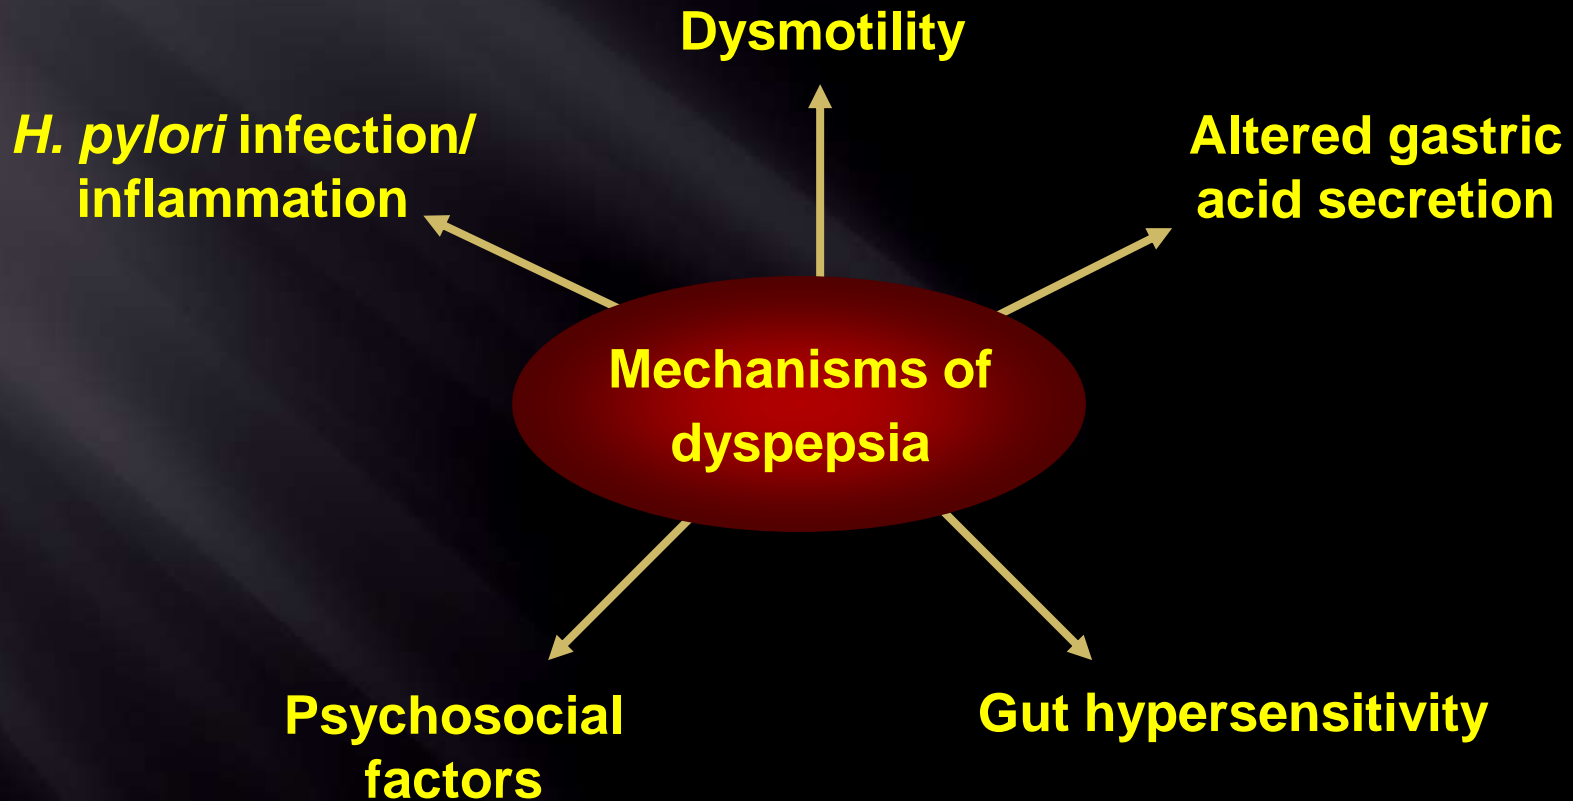 Dysmotility
H. pylori infection/
inflammation
Altered gastric
acid secretion
Mechanisms of
dyspepsia
Psychosocial
factors
Gut hypersensitivity